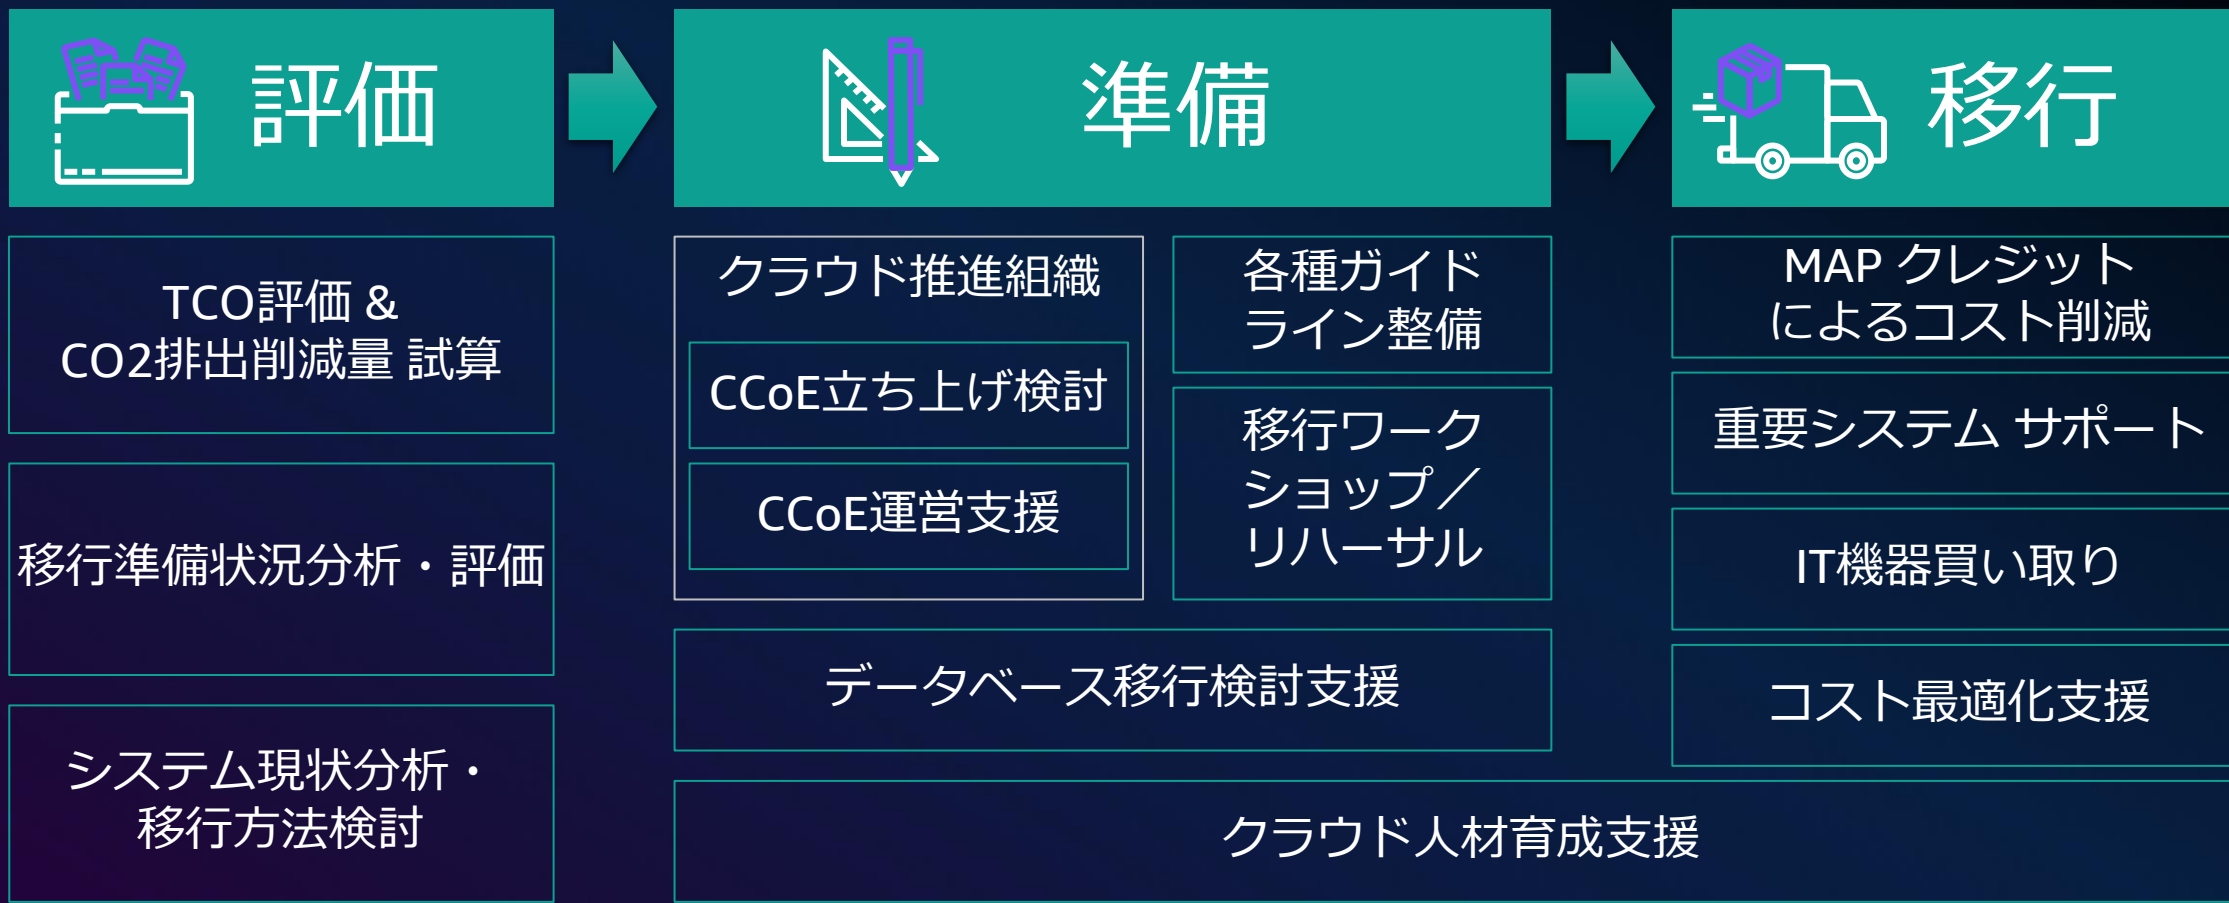 評価
準備
移行
TCO評価 &
CO2排出削減量 試算
移行準備状況分析・評価
システム現状分析・
移行方法検討
クラウド推進組織
CCoE立ち上げ検討
CCoE運営支援
各種ガイド
ライン整備
移行ワーク
ショップ／
リハーサル
データベース移行検討支援
MAP クレジット
によるコスト削減
重要システム サポート
IT機器買い取り
コスト最適化支援
クラウド人材育成支援